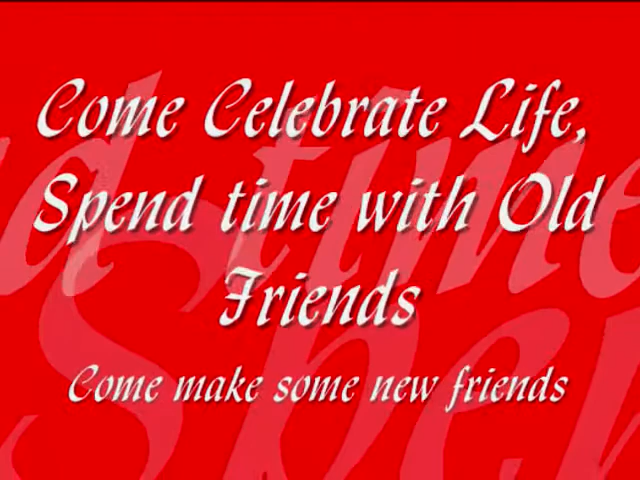 Come Celebrate Life,
Spend time with Old
Friends
Come make some new friends